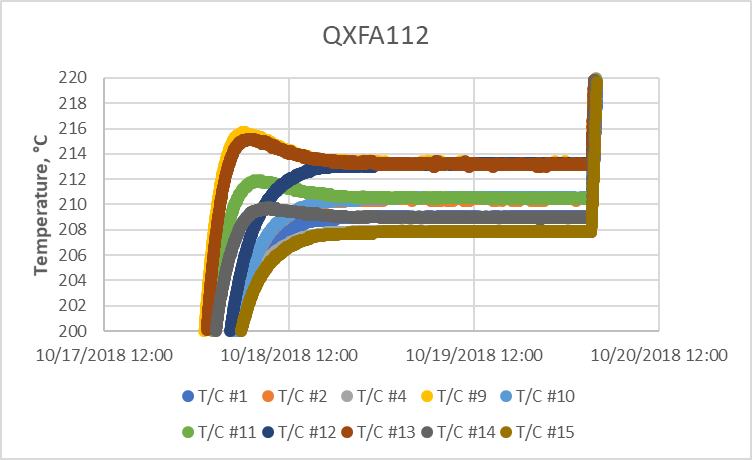 QXFA112
Temperature, °C
220
218
216
214
212
210
208
206
204
202
200
10/17/2018 12:00 10/18/2018 12:00 10/19/2018 12:00 10/20/2018 12:00
T/C #1 T/C #2 T/C #4 T/C #9 T/C #10
T/C #11 T/C #12 T/C #13 T/C #14 T/C #15